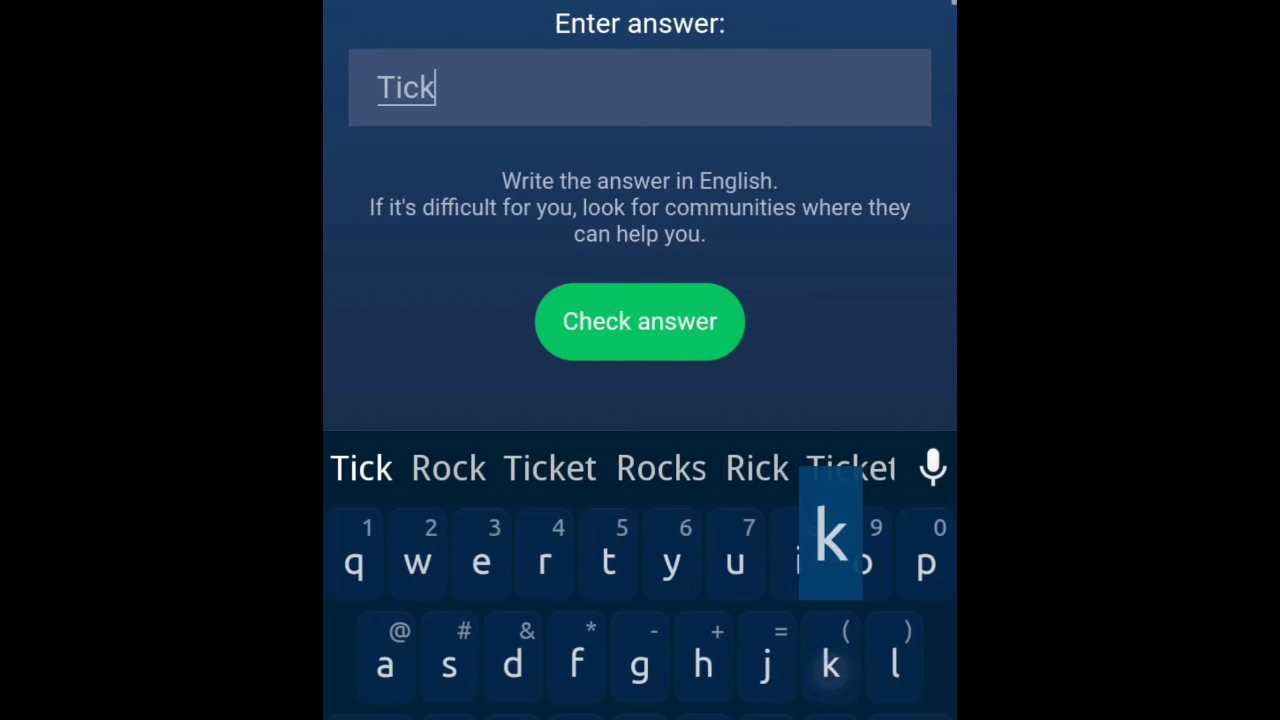 Enter answer:
Tick
Write the answer in English.
If it's difficult for you, look for communities where they
can help you.
Check answer
Tick Rock Ticket Rocks Rick Ticket
1 2 3 4 5 6 7 9 0
q w e r t y u i k o p
@ # & * - + = ( )
a s d f g h j k l